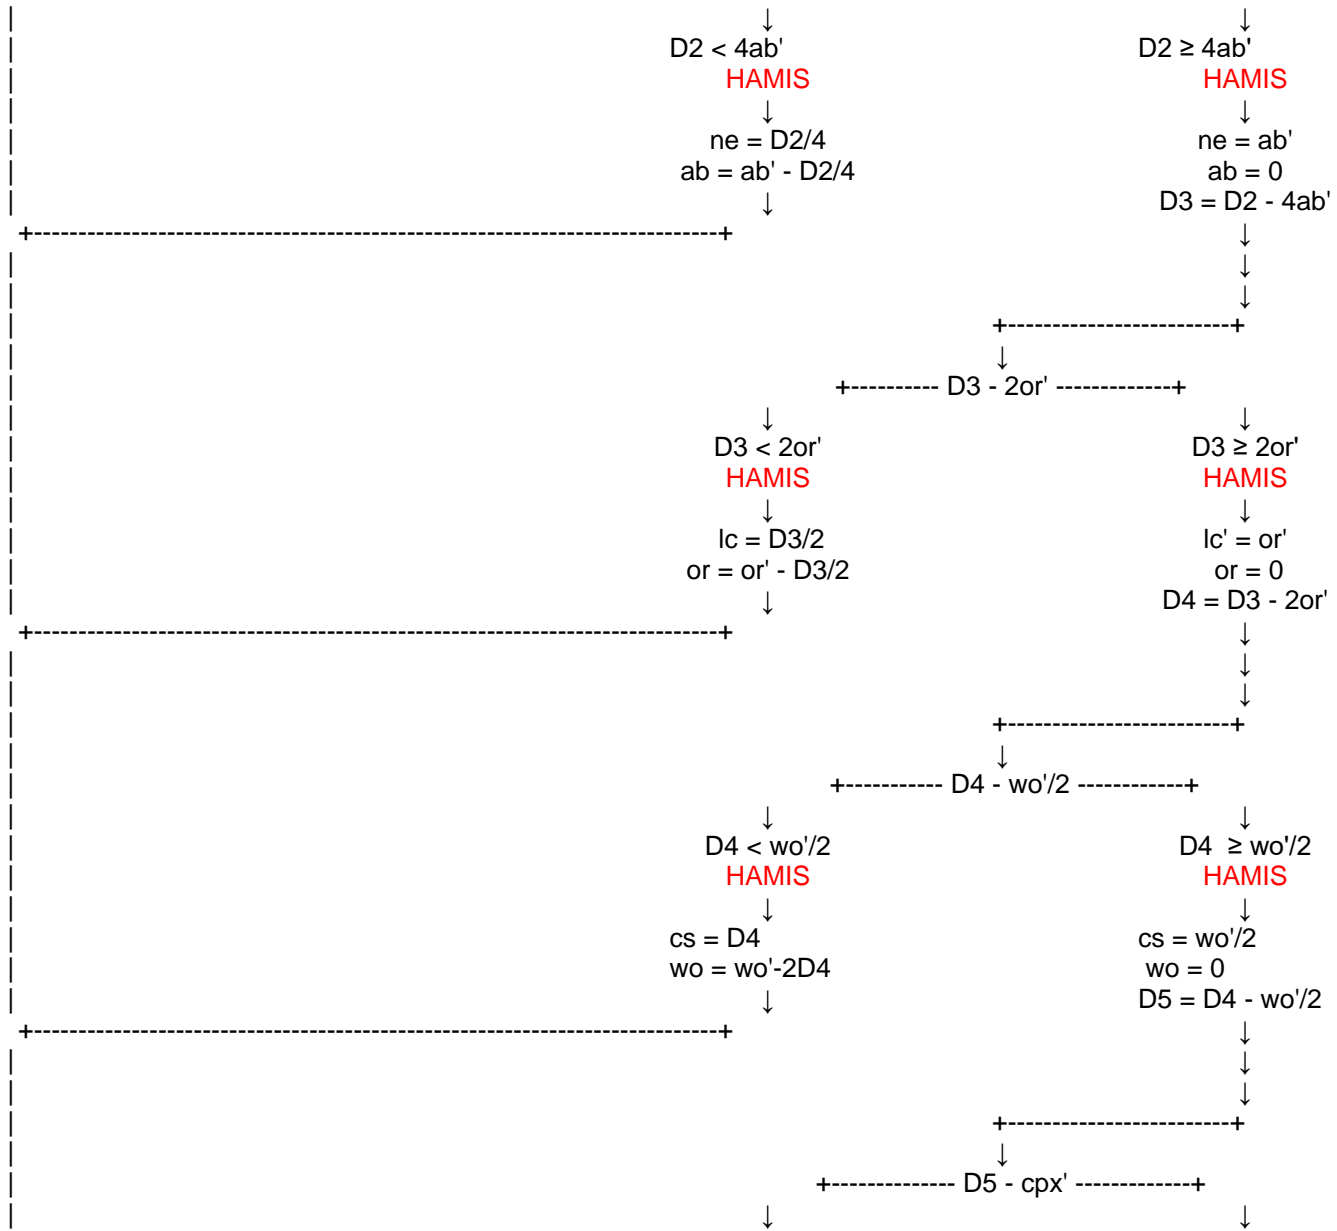 ↓ ↓
D2 < 4ab' D2 ≥ 4ab'
HAMIS HAMIS
↓ ↓
ne = D2/4 ne = ab'
ab = ab' - D2/4 ab = 0
↓ D3 = D2 - 4ab'
+-----------------------------------------------------------------------+ ↓
↓
↓
+-------------------------+
↓
+---------- D3 - 2or' -------------+
↓ ↓
D3 < 2or' D3 ≥ 2or'
HAMIS HAMIS
↓ ↓
lc = D3/2 lc' = or'
or = or' - D3/2 or = 0
↓ D4 = D3 - 2or'
+-----------------------------------------------------------------------+ ↓
↓
↓
+-------------------------+
↓
+----------- D4 - wo'/2 ------------+
↓ ↓
D4 < wo'/2 D4 ≥ wo'/2
HAMIS HAMIS
↓ ↓
cs = D4 cs = wo'/2
wo = wo'-2D4 wo = 0
↓ D5 = D4 - wo'/2
+-----------------------------------------------------------------------+ ↓
↓
↓
+-------------------------+
↓
+-------------- D5 - cpx' -------------+
↓ ↓